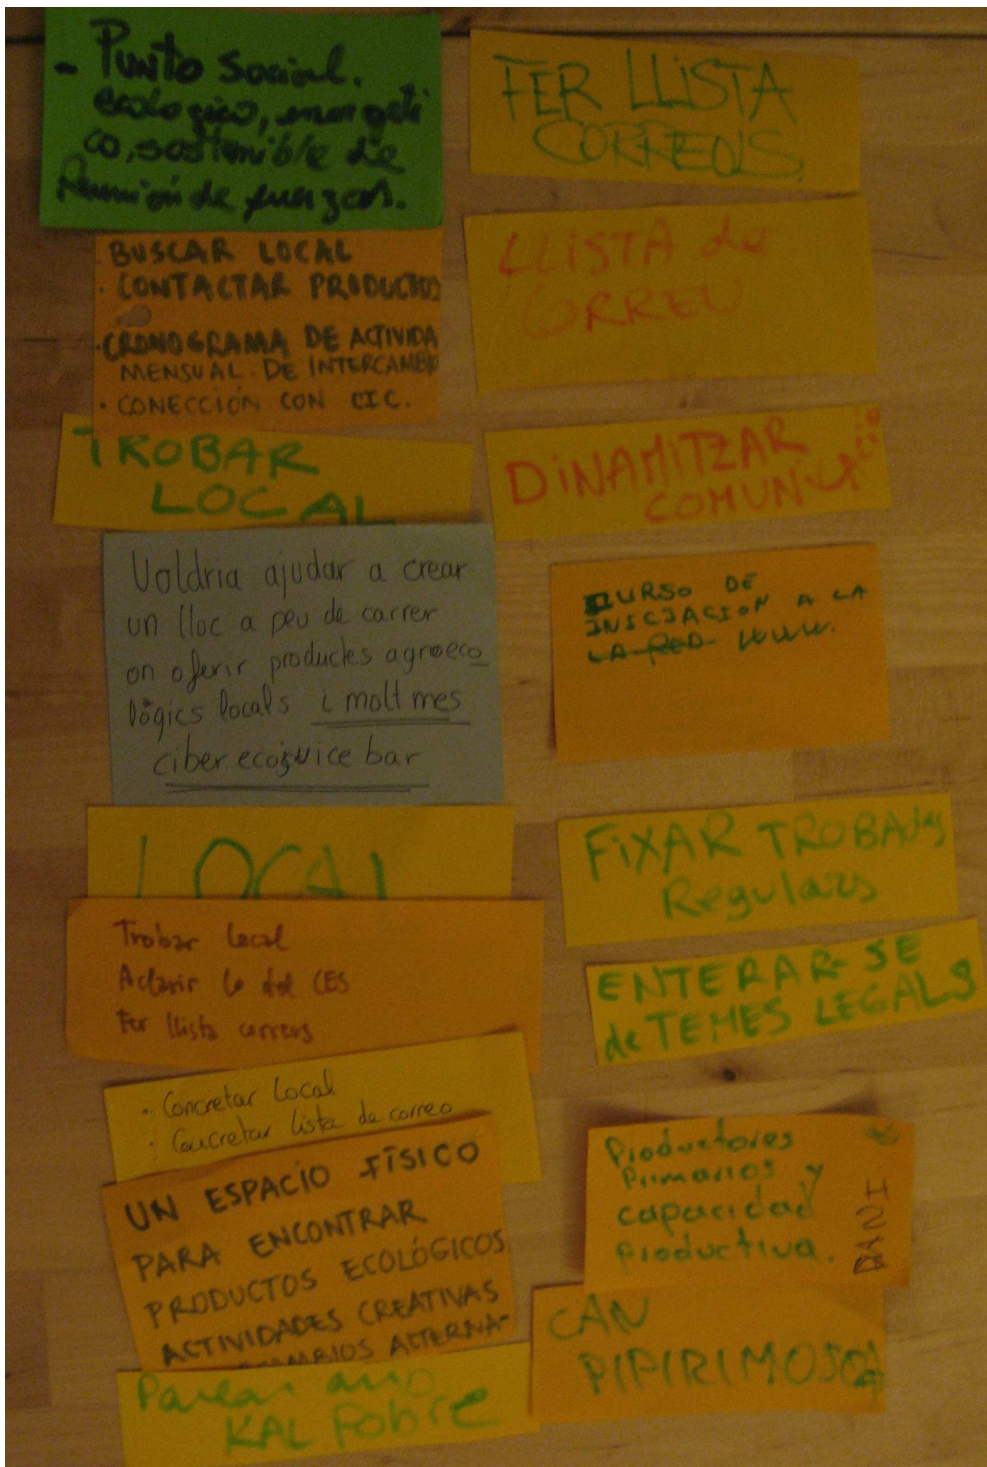 - Punto social.
ecologico, energeti
co, sostenible de
Reunión de fuerzas.
· BUSCAR LOCAL
· CONTACTAR PRODUCTOS
· CRONOGRAMA DE ACTIVIDA
MENSUAL. DE INTERCAMBIO
· CONECCIÓN CON CIC.
TROBAR
LOCAL
Voldria ajudar a crear
un lloc a peu de carrer
on oferir productes agroeco
lògics locals i molt mes
ciber ecojuice bar
LOCAL
Trobar local
Aclarir lo del CES
Fer llista correus
· Concretar Local
· Concretar lista de correo
UN ESPACIO FÍSICO
PARA ENCONTRAR
PRODUCTOS ECOLÓGICOS
ACTIVIDADES CREATIVAS
ALTERNA-
KAL POBRE
FER LLISTA
CORREUS.
LLISTA de
CORREU
DINAMITZAR
COMUNICACIÓ
CURSO DE
INICIACION A LA
LA RED WWW.
FIXAR TROBADES
Regulars
ENTERAR-SE
de TEMES LEGALS
Productores
Primarios y
capacidad
productiva.
CAN
PIPIRIMOSCA